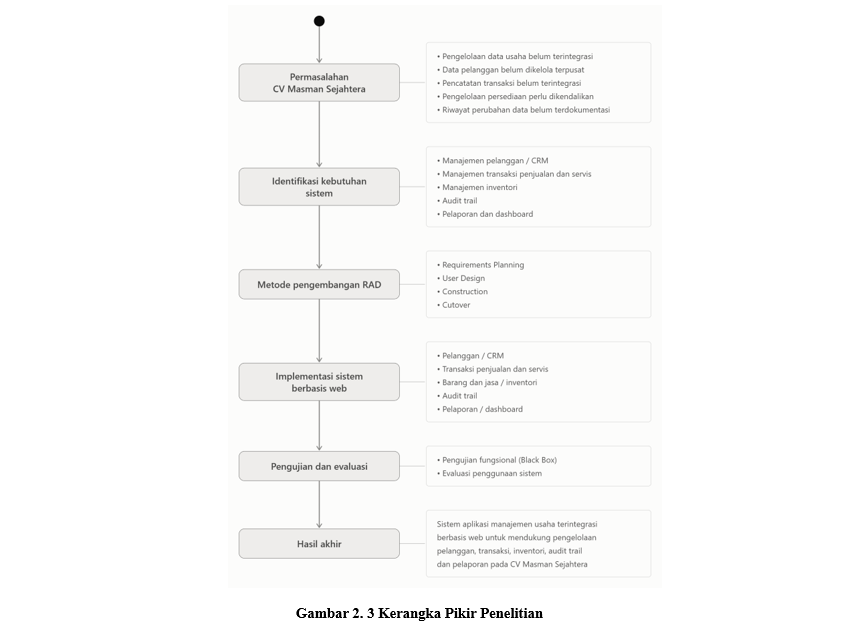 Permasalahan
CV Masman Sejahtera
• Pengelolaan data usaha belum terintegrasi
• Data pelanggan belum dikelola terpusat
• Pencatatan transaksi belum terintegrasi
• Pengelolaan persediaan perlu dikendalikan
• Riwayat perubahan data belum terdokumentasi
Identifikasi kebutuhan
sistem
• Manajemen pelanggan / CRM
• Manajemen transaksi penjualan dan servis
• Manajemen inventori
• Audit trail
• Pelaporan dan dashboard
Metode pengembangan RAD
• Requirements Planning
• User Design
• Construction
• Cutover
Implementasi sistem
berbasis web
• Pelanggan / CRM
• Transaksi penjualan dan servis
• Barang dan jasa / inventori
• Audit trail
• Pelaporan / dashboard
Pengujian dan evaluasi
• Pengujian fungsional (Black Box)
• Evaluasi penggunaan sistem
Hasil akhir
Sistem aplikasi manajemen usaha terintegrasi
berbasis web untuk mendukung pengelolaan
pelanggan, transaksi, inventori, audit trail
dan pelaporan pada CV Masman Sejahtera
Gambar 2. 3 Kerangka Pikir Penelitian